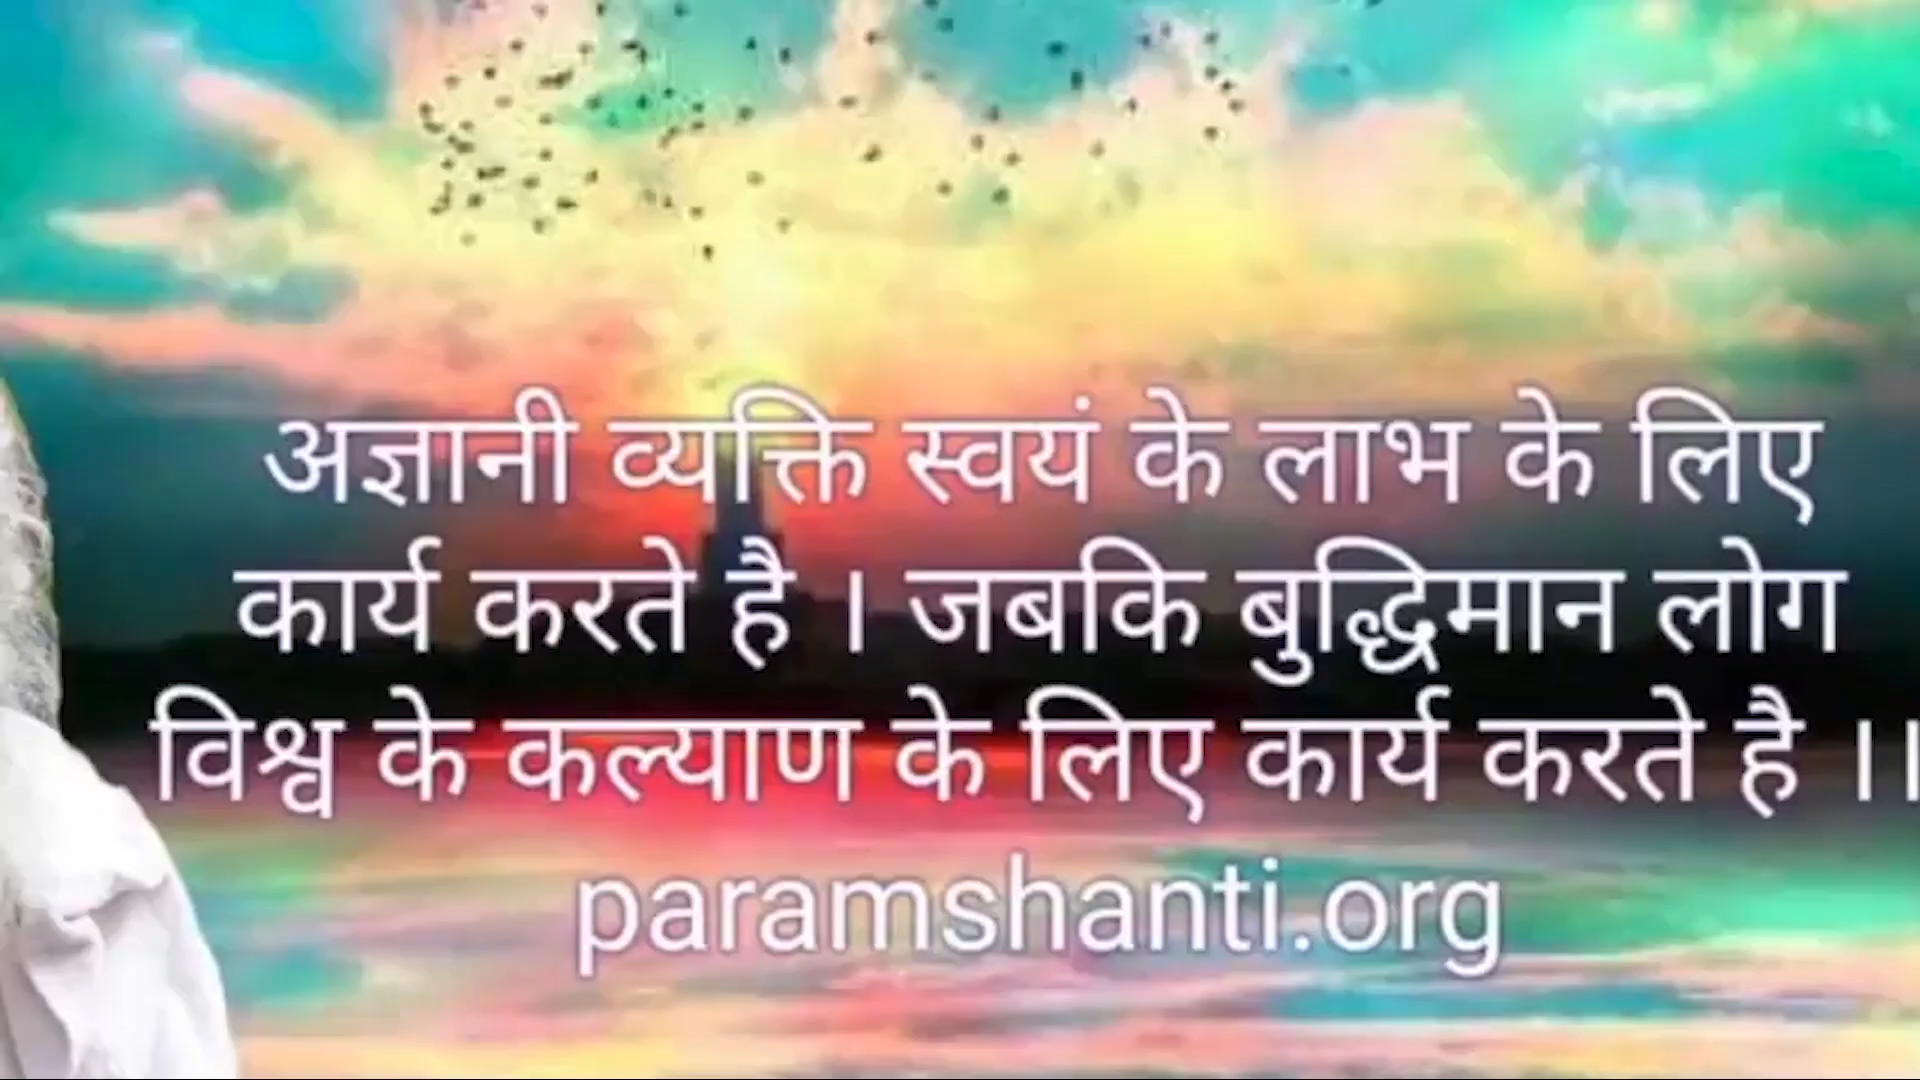 अज्ञानी व्यक्ति स्वयं के लाभ के लिए
कार्य करते है । जबकि बुद्धिमान लोग
विश्व के कल्याण के लिए कार्य करते है ।।
paramshanti.org